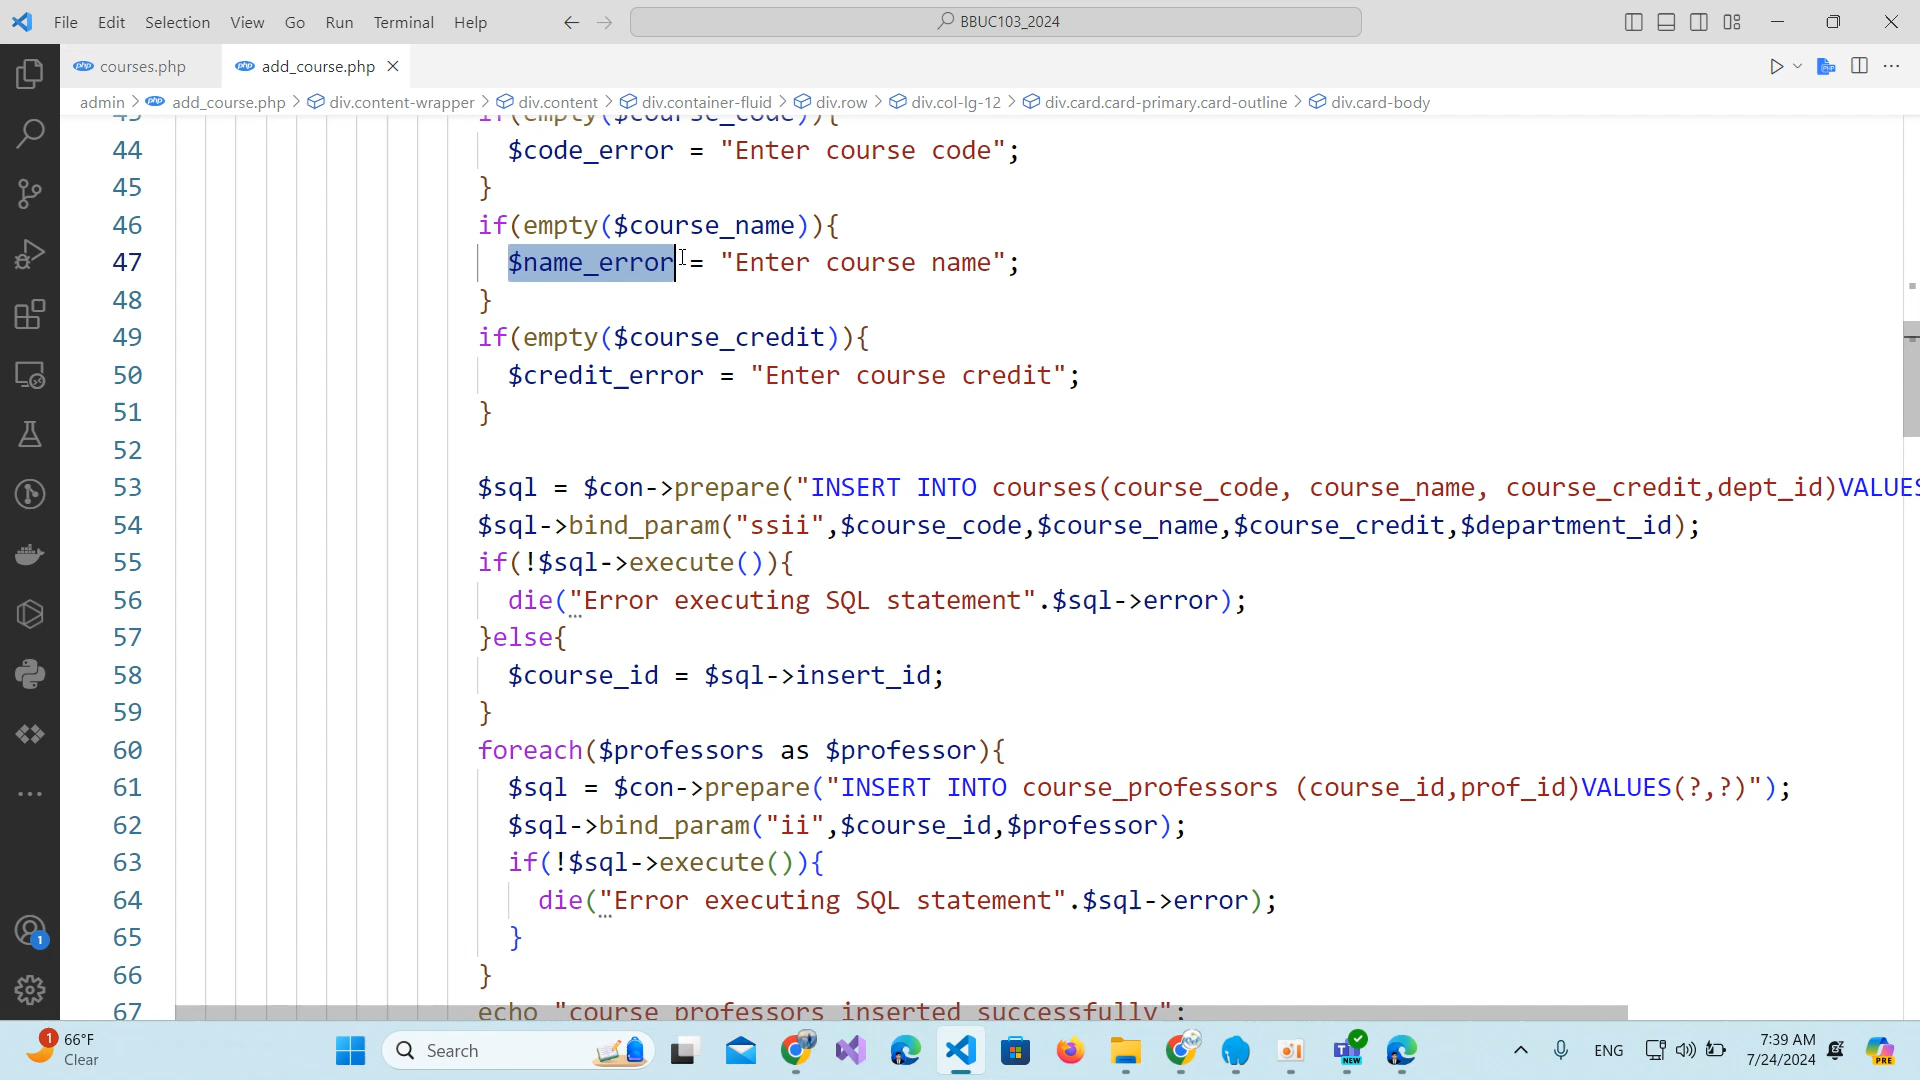 File Edit Selection View Go Run Terminal Help BBUC103_2024
courses.php add_course.php
admin > add_course.php > div.content-wrapper > div.content > div.container-fluid > div.row > div.col-lg-12 > div.card.card-primary.card-outline > div.card-body
43 if(empty($course_code)){
44 $code_error = "Enter course code";
45 }
46 if(empty($course_name)){
47 $name_error = "Enter course name";
48 }
49 if(empty($course_credit)){
50 $credit_error = "Enter course credit";
51 }
52
53 $sql = $con->prepare("INSERT INTO courses(course_code, course_name, course_credit,dept_id)VALUES
54 $sql->bind_param("ssii",$course_code,$course_name,$course_credit,$department_id);
55 if(!$sql->execute()){
56 die("Error executing SQL statement".$sql->error);
57 }else{
58 $course_id = $sql->insert_id;
59 }
60 foreach($professors as $professor){
61 $sql = $con->prepare("INSERT INTO course_professors (course_id,prof_id)VALUES(?,?)");
62 $sql->bind_param("ii",$course_id,$professor);
63 if(!$sql->execute()){
64 die("Error executing SQL statement".$sql->error);
65 }
66 }
67 echo "course professors inserted successfully";
1
1 66°F
Clear
Search
NEW
ENG
7:39 AM
7/24/2024
PRE